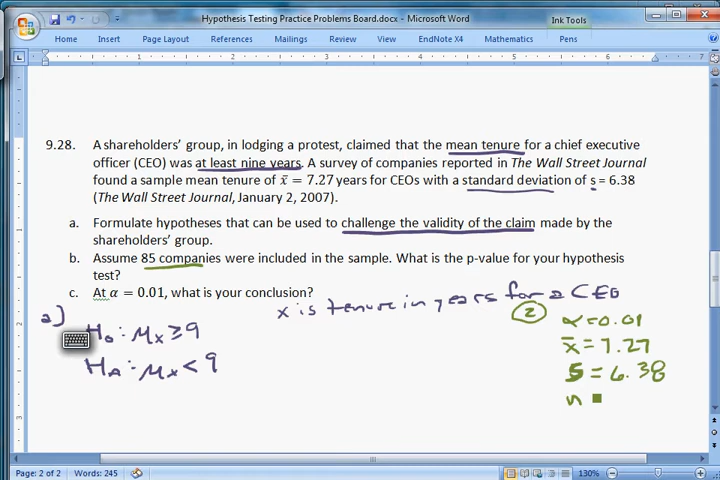 Hypothesis Testing Practice Problems Board.docx - Microsoft Word
Ink Tools
Home Insert Page Layout References Mailings Review View EndNote X4 Mathematics Pens
9.28. A shareholders' group, in lodging a protest, claimed that the mean tenure for a chief executive
officer (CEO) was at least nine years. A survey of companies reported in The Wall Street Journal
found a sample mean tenure of x̄ = 7.27 years for CEOs with a standard deviation of s = 6.38
(The Wall Street Journal, January 2, 2007).
a. Formulate hypotheses that can be used to challenge the validity of the claim made by the
shareholders' group.
b. Assume 85 companies were included in the sample. What is the p-value for your hypothesis
test?
c. At α = 0.01, what is your conclusion?
x is tenure in years for a CEO
a)
H₀: μₓ ≥ 9
Hₐ: μₓ < 9
②
α = 0.01
x̄ = 7.27
s = 6.38
n
Page: 2 of 2 Words: 245 130%